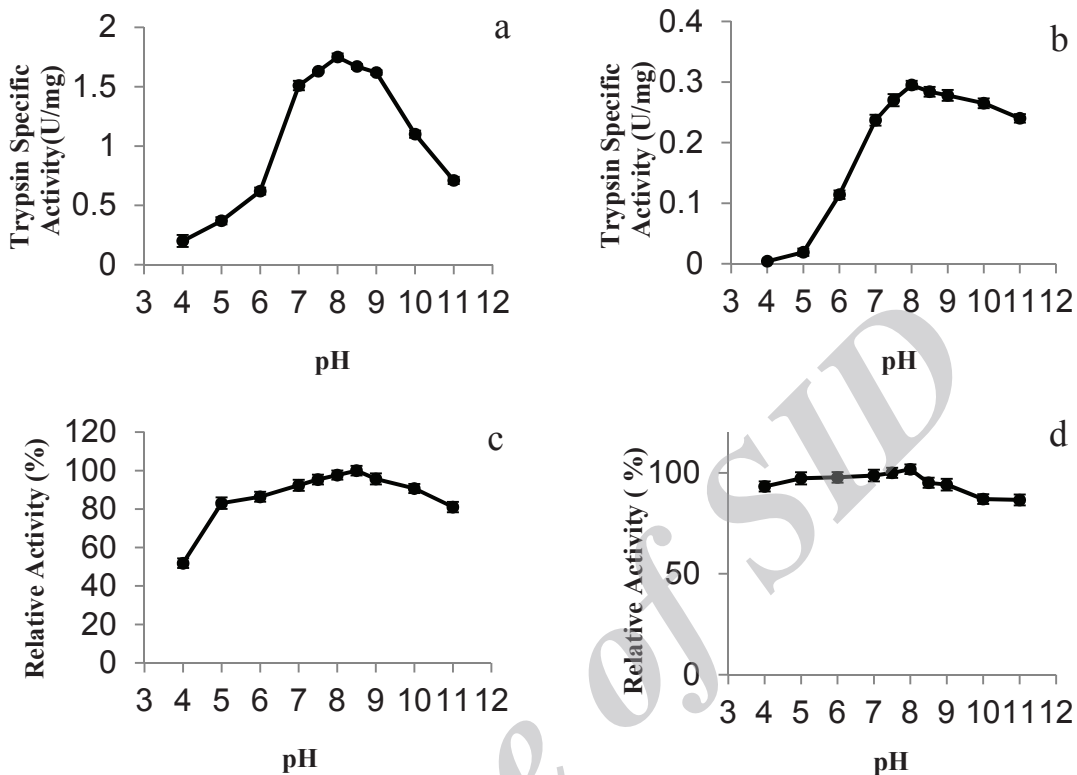 a
2
1.5
1
0.5
0
Trypsin Specific
Activity(U/mg)
3 4 5 6 7 8 9 10 11 12
pH
b
0.4
0.3
0.2
0.1
0
Trypsin Specific
Activity (U/mg)
3 4 5 6 7 8 9 10 11 12
pH
c
120
100
80
60
40
20
0
Relative Activity (%)
3 4 5 6 7 8 9 10 11 12
pH
d
100
50
0
Relative Activity ( %)
3 4 5 6 7 8 9 10 11 12
pH
e of SID